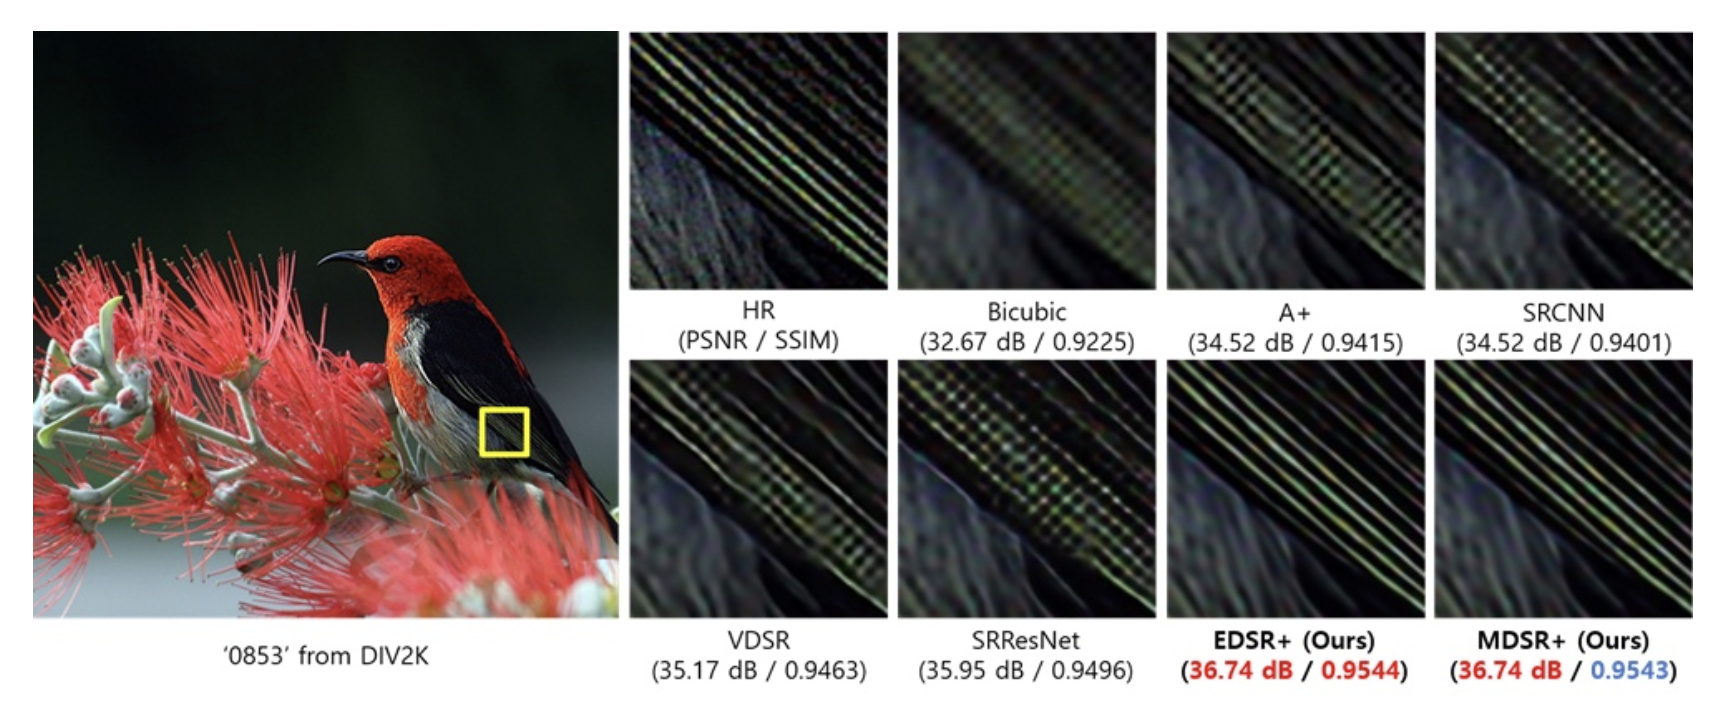 HR
(PSNR / SSIM)
Bicubic
(32.67 dB / 0.9225)
A+
(34.52 dB / 0.9415)
SRCNN
(34.52 dB / 0.9401)
VDSR
(35.17 dB / 0.9463)
SRResNet
(35.95 dB / 0.9496)
EDSR+ (Ours)
(36.74 dB / 0.9544)
MDSR+ (Ours)
(36.74 dB / 0.9543)
'0853' from DIV2K